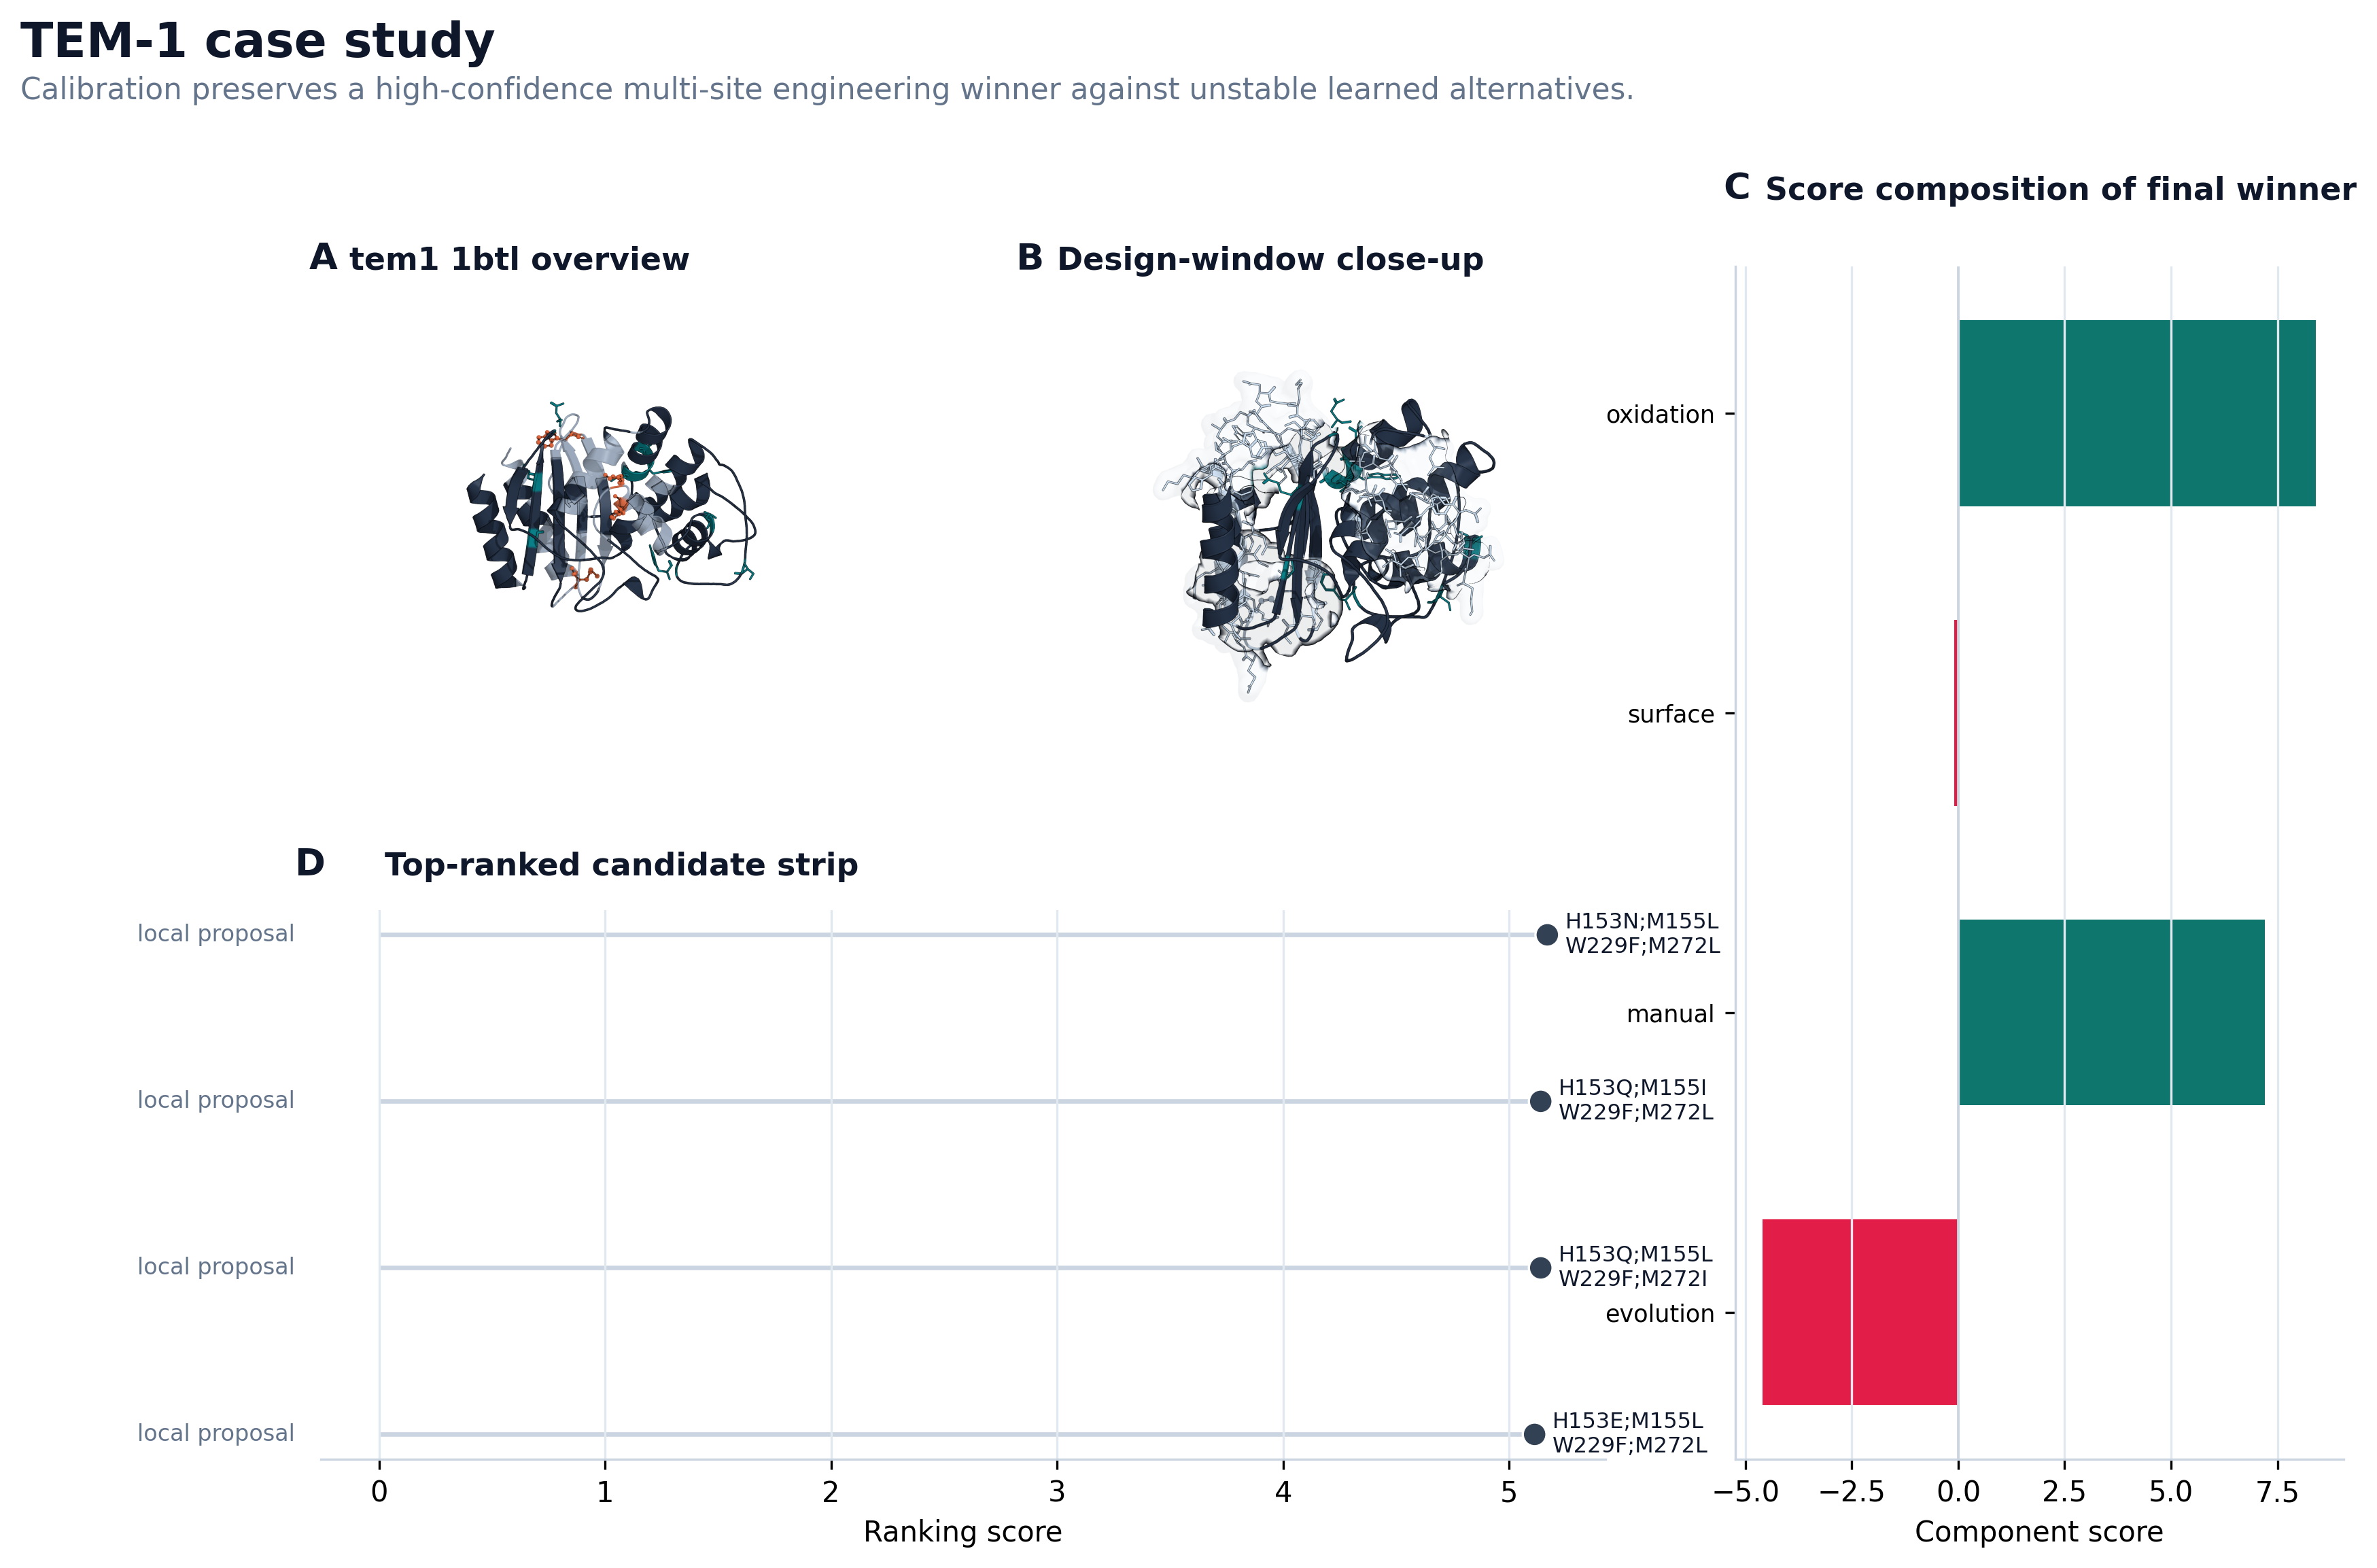 TEM-1 case study
Calibration preserves a high-confidence multi-site engineering winner against unstable learned alternatives.
A tem1 1btl overview
B Design-window close-up
C Score composition of final winner
oxidation
surface
manual
evolution
−5.0 −2.5 0.0 2.5 5.0 7.5
Component score
D Top-ranked candidate strip
local proposal
H153N;M155L
W229F;M272L
local proposal
H153Q;M155I
W229F;M272L
local proposal
H153Q;M155L
W229F;M272I
local proposal
H153E;M155L
W229F;M272L
0 1 2 3 4 5
Ranking score